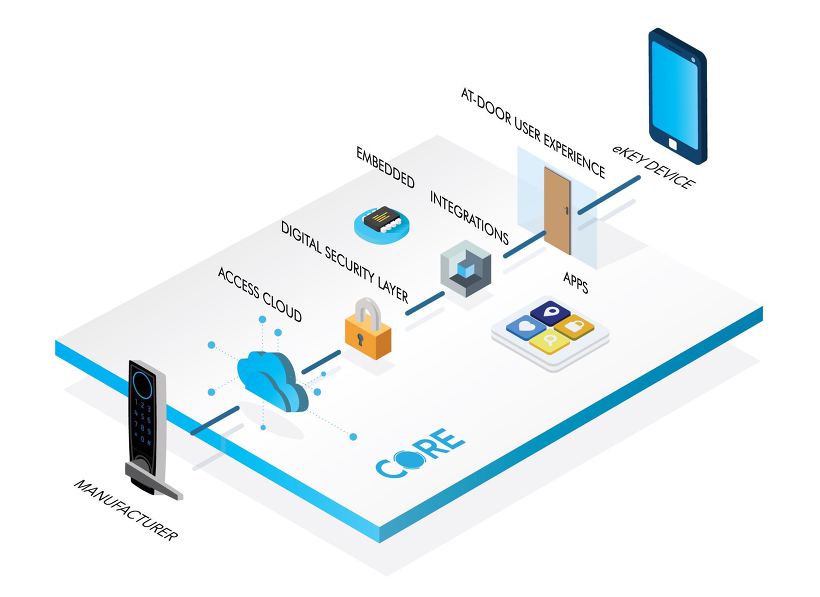 AT-DOOR USER EXPERIENCE
eKEY DEVICE
EMBEDDED
INTEGRATIONS
DIGITAL SECURITY LAYER
APPS
ACCESS CLOUD
CORE
MANUFACTURER